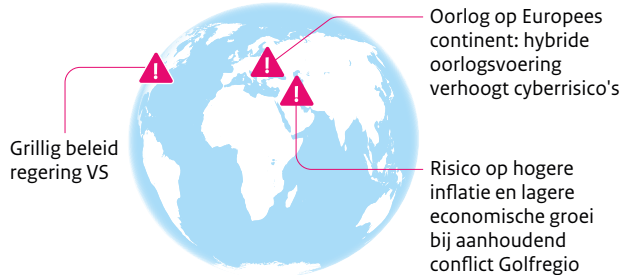 Oorlog op Europees
continent: hybride
oorlogsvoering
verhoogt cyberrisico's
Grillig beleid
regering VS
Risico op hogere
inflatie en lagere
economische groei
bij aanhoudend
conflict Golfregio